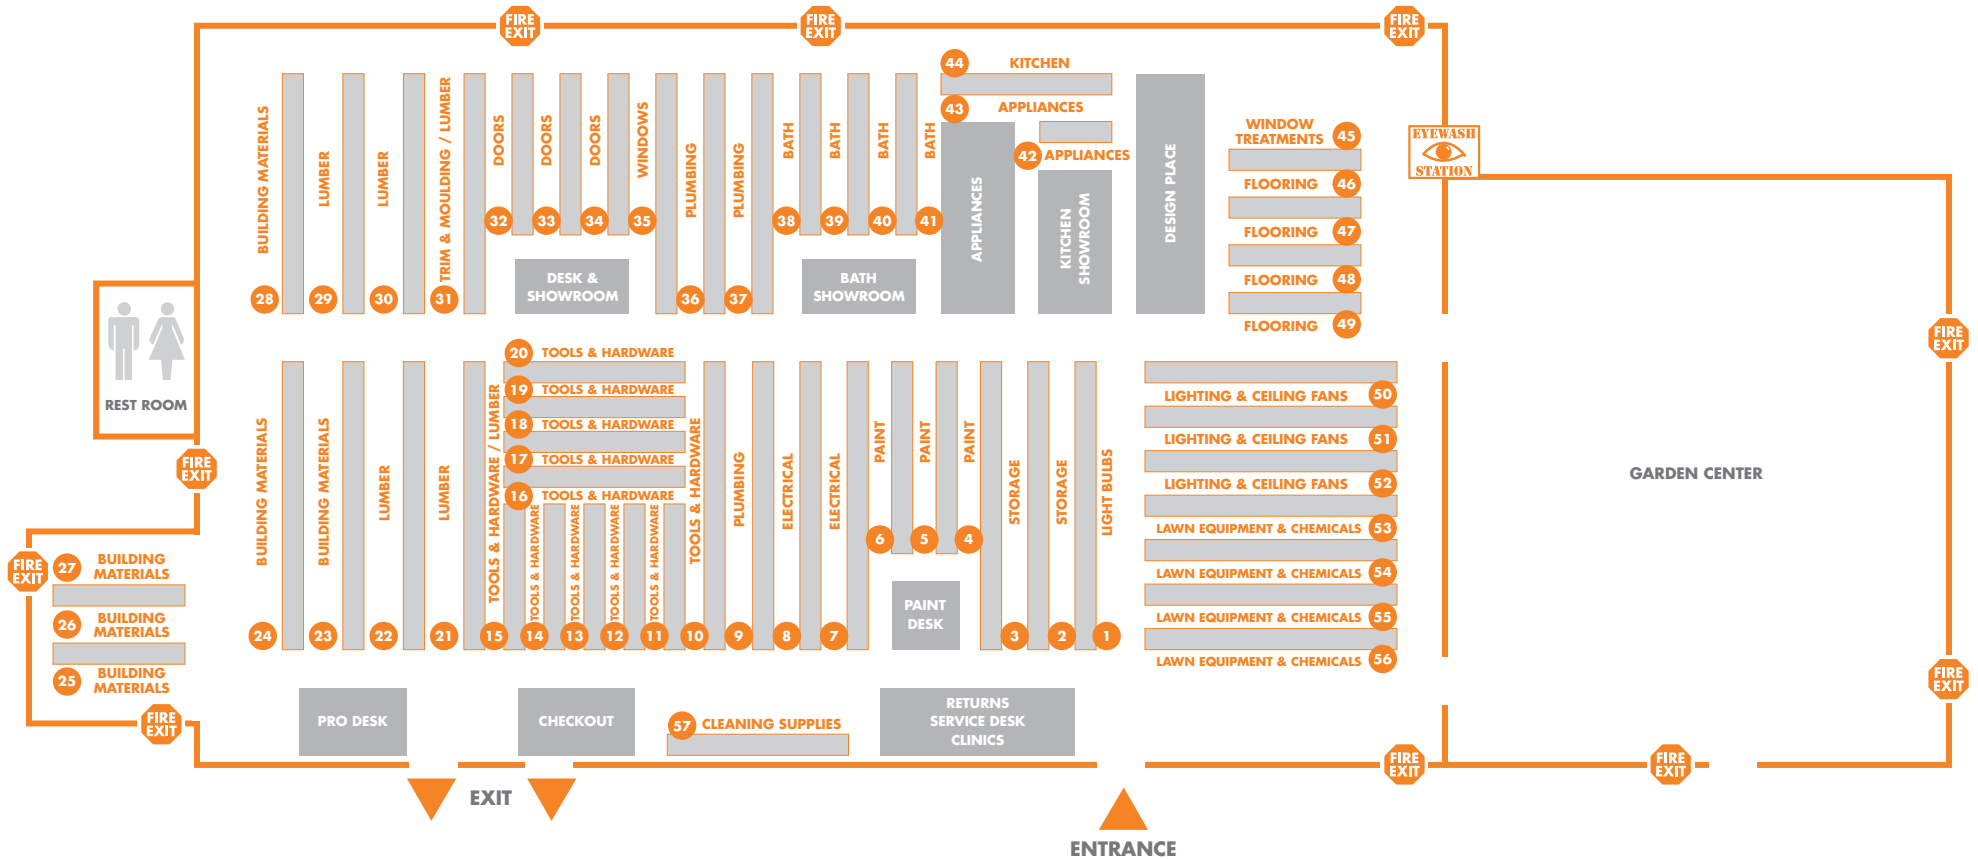 FIRE
EXIT
FIRE
EXIT
FIRE
EXIT
44
KITCHEN
43
APPLIANCES
42
APPLIANCES
BUILDING MATERIALS
28
LUMBER
29
LUMBER
30
TRIM & MOULDING / LUMBER
31
DOORS
32
DOORS
33
DOORS
34
WINDOWS
35
PLUMBING
36
PLUMBING
37
BATH
38
BATH
39
BATH
40
BATH
41
DESK &
SHOWROOM
BATH
SHOWROOM
APPLIANCES
KITCHEN
SHOWROOM
DESIGN PLACE
WINDOW
TREATMENTS
45
FLOORING
46
FLOORING
47
FLOORING
48
FLOORING
49
EYEWASH
STATION
REST ROOM
FIRE
EXIT
FIRE
EXIT
27
BUILDING
MATERIALS
26
BUILDING
MATERIALS
25
BUILDING
MATERIALS
FIRE
EXIT
BUILDING MATERIALS
24
BUILDING MATERIALS
23
LUMBER
22
LUMBER
21
TOOLS & HARDWARE / LUMBER
15
20
TOOLS & HARDWARE
19
TOOLS & HARDWARE
18
TOOLS & HARDWARE
17
TOOLS & HARDWARE
16
TOOLS & HARDWARE
TOOLS & HARDWARE
14
TOOLS & HARDWARE
13
TOOLS & HARDWARE
12
TOOLS & HARDWARE
11
TOOLS & HARDWARE
10
PLUMBING
9
ELECTRICAL
8
ELECTRICAL
7
PAINT
6
PAINT
5
PAINT
4
PAINT
DESK
STORAGE
3
STORAGE
2
LIGHT BULBS
1
LIGHTING & CEILING FANS
50
LIGHTING & CEILING FANS
51
LIGHTING & CEILING FANS
52
LAWN EQUIPMENT & CHEMICALS
53
LAWN EQUIPMENT & CHEMICALS
54
LAWN EQUIPMENT & CHEMICALS
55
LAWN EQUIPMENT & CHEMICALS
56
GARDEN CENTER
FIRE
EXIT
FIRE
EXIT
PRO DESK
CHECKOUT
57
CLEANING SUPPLIES
RETURNS
SERVICE DESK
CLINICS
FIRE
EXIT
FIRE
EXIT
EXIT
ENTRANCE